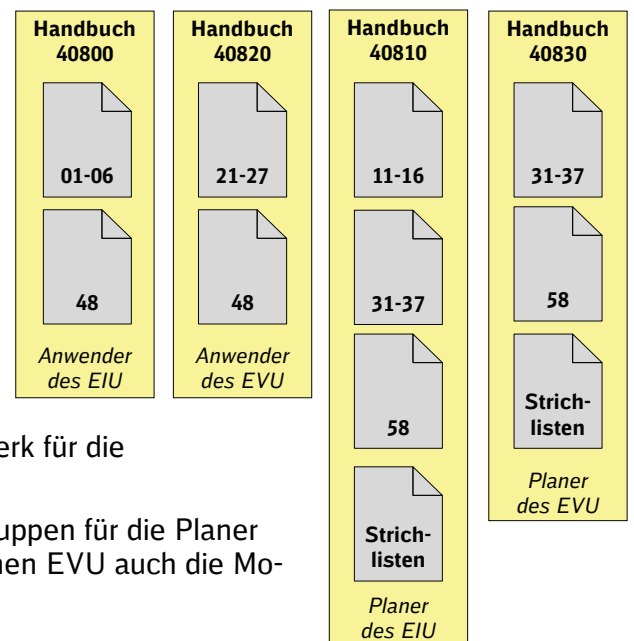 Handbuch
40800
01-06
48
Anwender
des EIU
Handbuch
40820
21-27
48
Anwender
des EVU
Handbuch
40810
11-16
31-37
58
Strich-
listen
Planer
des EIU
Handbuch
40830
31-37
58
Strich-
listen
Planer
des EVU
erk für die
uppen für die Planer
nen EVU auch die Mo-